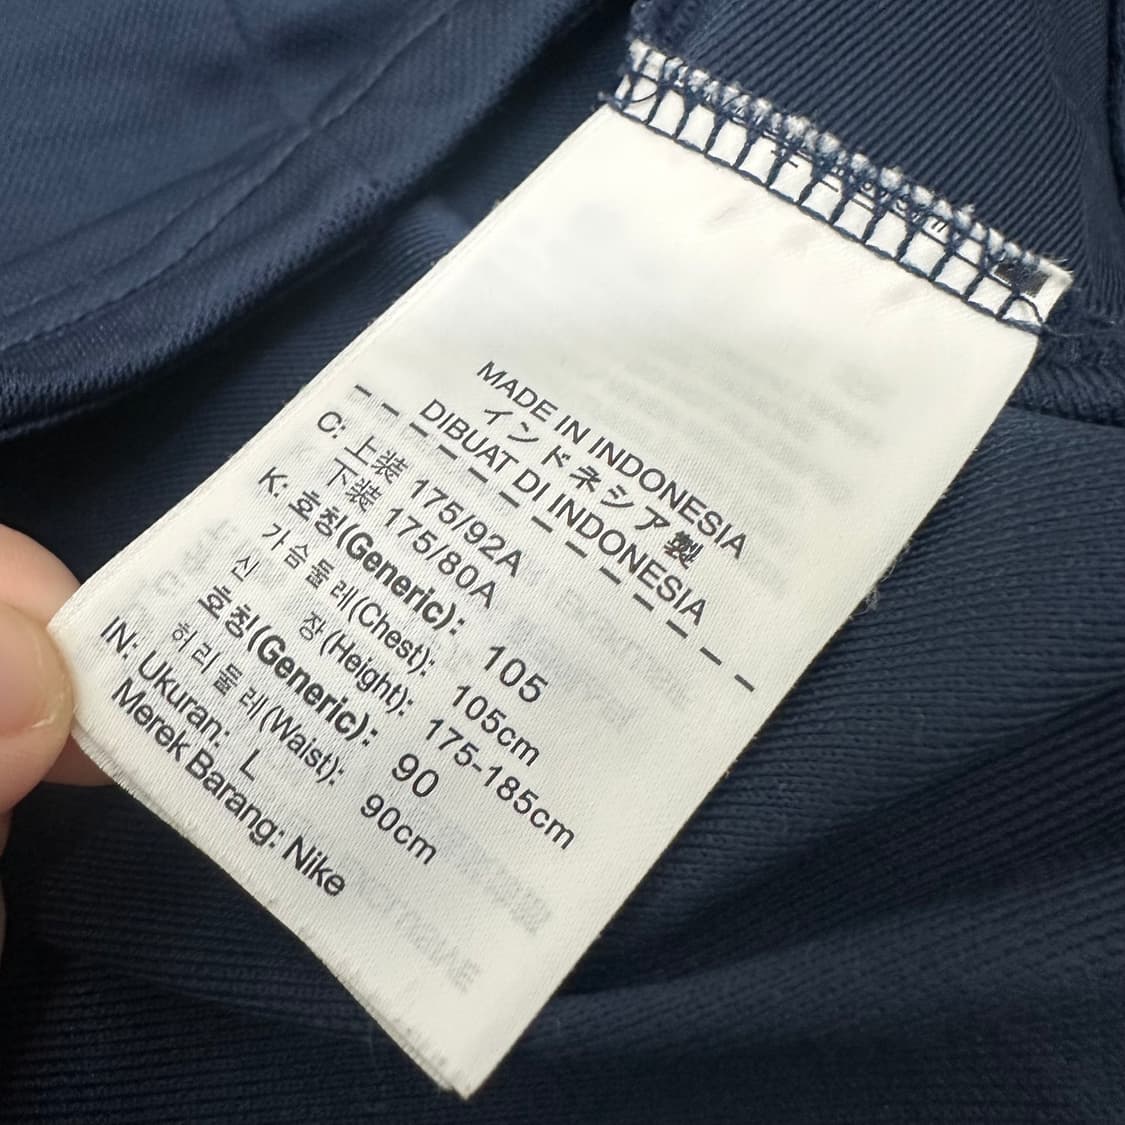 MADE IN INDONESIA
インドネシア製
DIBUAT DI INDONESIA
C: 上装 175/92A
下装 175/80A
K: 호칭(Generic): 105
가슴둘레(Chest): 105cm
신 장(Height): 175-185cm
호칭(Generic): 90
허리둘레(Waist): 90cm
IN: Ukuran: L
Merek Barang: Nike